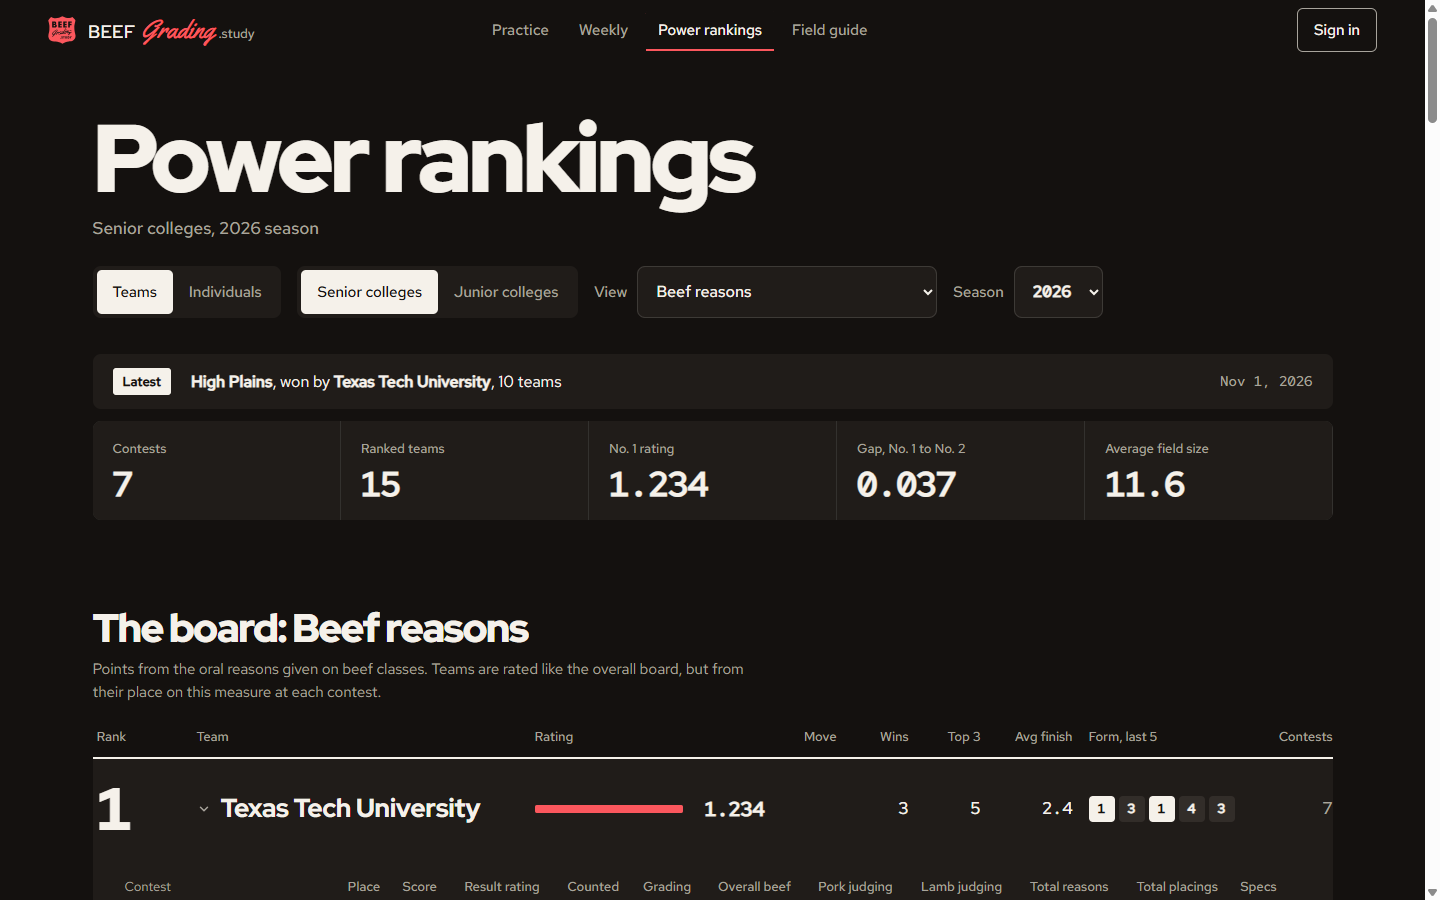 BEEF Grading.study
Practice
Weekly
Power rankings
Field guide
Sign in
Power rankings
Senior colleges, 2026 season
Teams
Individuals
Senior colleges
Junior colleges
View
Beef reasons
Season
2026
Latest
High Plains, won by Texas Tech University, 10 teams
Nov 1, 2026
Contests
7
Ranked teams
15
No. 1 rating
1.234
Gap, No. 1 to No. 2
0.037
Average field size
11.6
The board: Beef reasons
Points from the oral reasons given on beef classes. Teams are rated like the overall board, but from
their place on this measure at each contest.
Rank Team Rating Move Wins Top 3 Avg finish Form, last 5 Contests
1 Texas Tech University 1.234 3 5 2.4 1 3 1 4 3 7
Contest Place Score Result rating Counted Grading Overall beef Pork judging Lamb judging Total reasons Total placings Specs